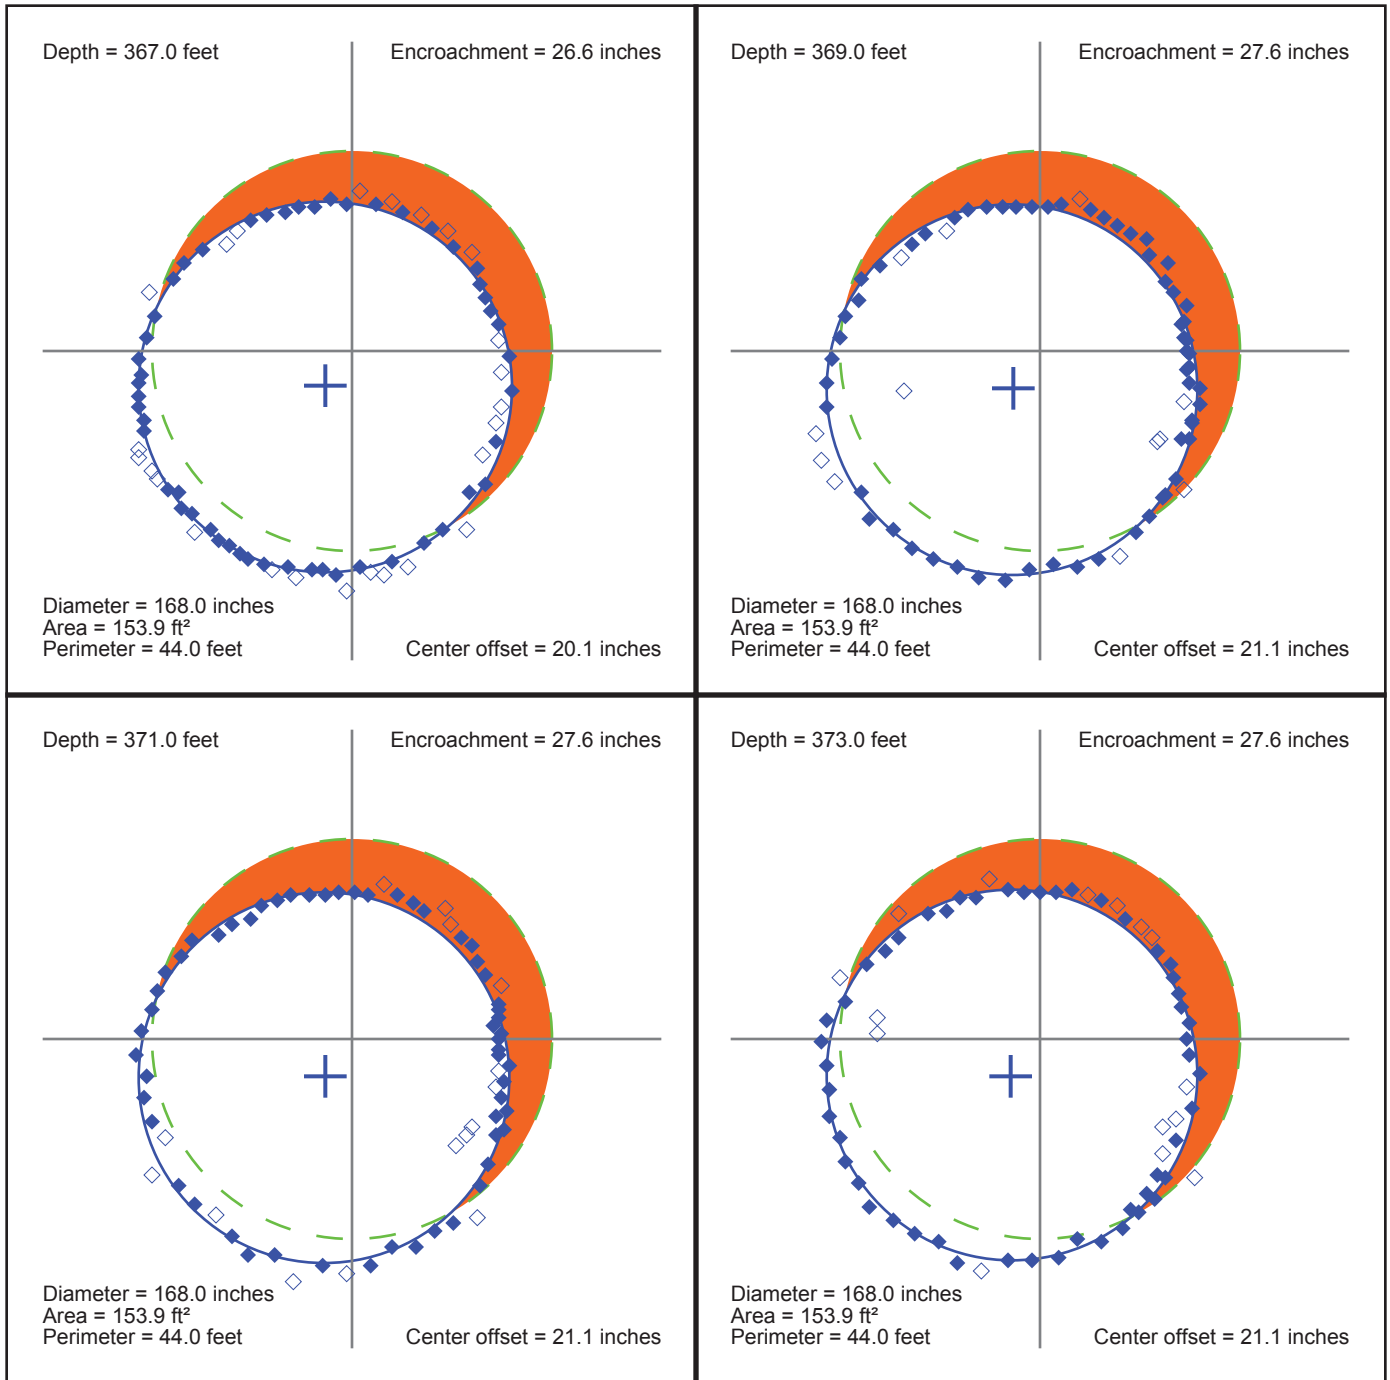 Depth = 367.0 feet
Encroachment = 26.6 inches
Diameter = 168.0 inches
Area = 153.9 ft²
Perimeter = 44.0 feet
Center offset = 20.1 inches
Depth = 369.0 feet
Encroachment = 27.6 inches
Diameter = 168.0 inches
Area = 153.9 ft²
Perimeter = 44.0 feet
Center offset = 21.1 inches
Depth = 371.0 feet
Encroachment = 27.6 inches
Diameter = 168.0 inches
Area = 153.9 ft²
Perimeter = 44.0 feet
Center offset = 21.1 inches
Depth = 373.0 feet
Encroachment = 27.6 inches
Diameter = 168.0 inches
Area = 153.9 ft²
Perimeter = 44.0 feet
Center offset = 21.1 inches